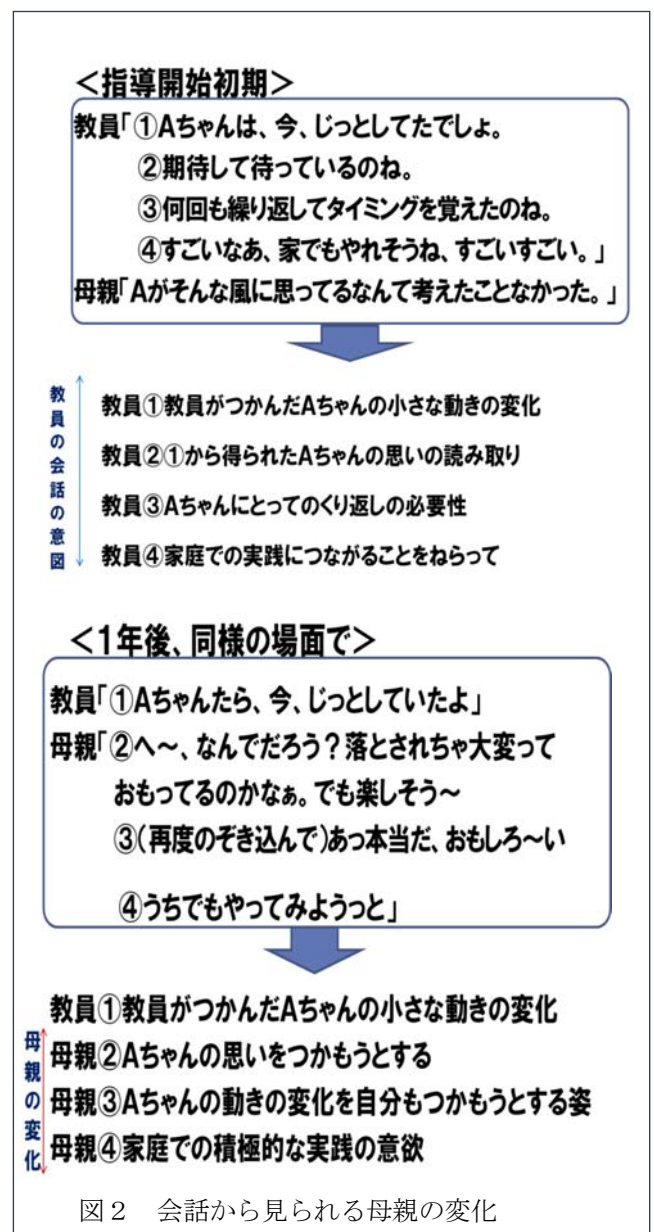 ＜指導開始初期＞
教員「①Aちゃんは、今、じっとしてたでしょ。
②期待して待っているのね。
③何回も繰り返してタイミングを覚えたのね。
④すごいなあ、家でもやれそうね、すごいすごい。」
母親「Aがそんな風に思ってるなんて考えたことなかった。」
教員の会話の意図
教員①教員がつかんだAちゃんの小さな動きの変化
教員②①から得られたAちゃんの思いの読み取り
教員③Aちゃんにとってのくり返しの必要性
教員④家庭での実践につながることをねらって
＜1年後、同様の場面で＞
教員「①Aちゃんたら、今、じっとしていたよ」
母親「②へ～、なんでだろう？落とされちゃ大変って
おもってるのかなぁ。でも楽しそう～
③（再度のぞき込んで）あっ本当だ、おもしろ～い
④うちでもやってみようっと」
教員①教員がつかんだAちゃんの小さな動きの変化
母親の変化
母親②Aちゃんの思いをつかもうとする
母親③Aちゃんの動きの変化を自分もつかもうとする姿
母親④家庭での積極的な実践の意欲
図２　会話から見られる母親の変化